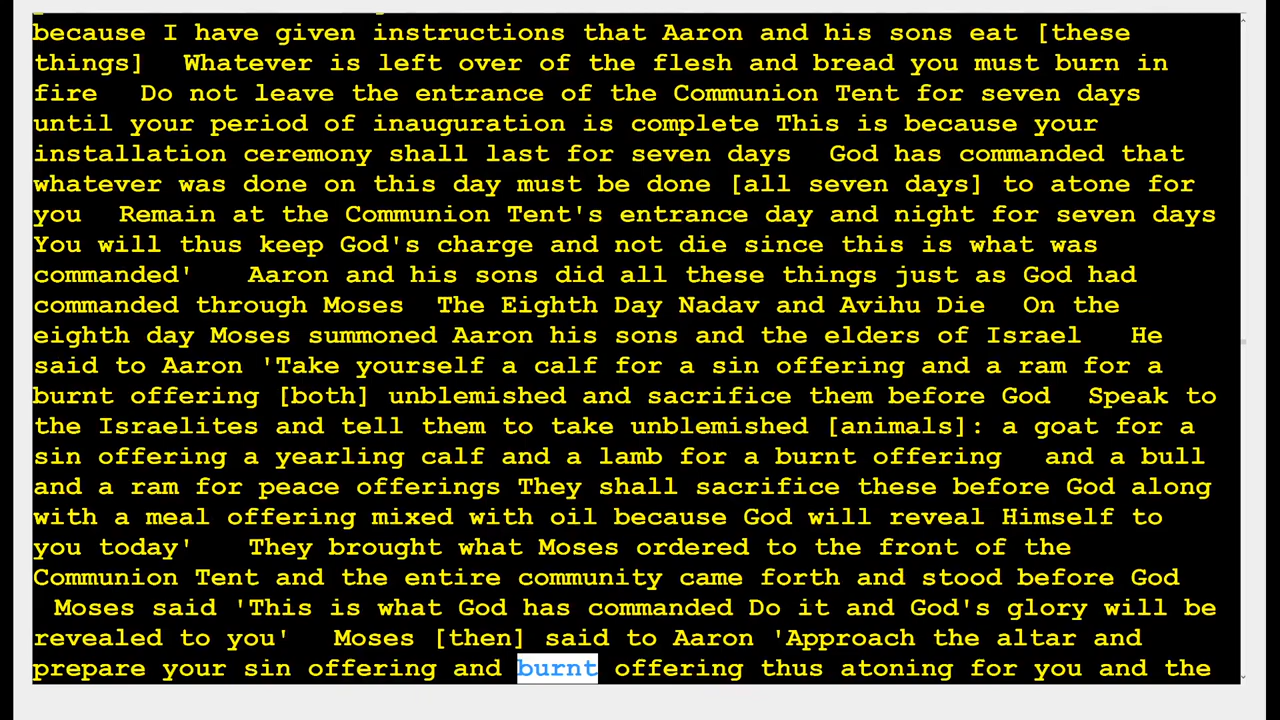 because I have given instructions that Aaron and his sons eat [these
things] Whatever is left over of the flesh and bread you must burn in
fire Do not leave the entrance of the Communion Tent for seven days
until your period of inauguration is complete This is because your
installation ceremony shall last for seven days God has commanded that
whatever was done on this day must be done [all seven days] to atone for
you Remain at the Communion Tent's entrance day and night for seven days
You will thus keep God's charge and not die since this is what was
commanded' Aaron and his sons did all these things just as God had
commanded through Moses The Eighth Day Nadav and Avihu Die On the
eighth day Moses summoned Aaron his sons and the elders of Israel He
said to Aaron 'Take yourself a calf for a sin offering and a ram for a
burnt offering [both] unblemished and sacrifice them before God Speak to
the Israelites and tell them to take unblemished [animals]: a goat for a
sin offering a yearling calf and a lamb for a burnt offering and a bull
and a ram for peace offerings They shall sacrifice these before God along
with a meal offering mixed with oil because God will reveal Himself to
you today' They brought what Moses ordered to the front of the
Communion Tent and the entire community came forth and stood before God
Moses said 'This is what God has commanded Do it and God's glory will be
revealed to you' Moses [then] said to Aaron 'Approach the altar and
prepare your sin offering and burnt offering thus atoning for you and the